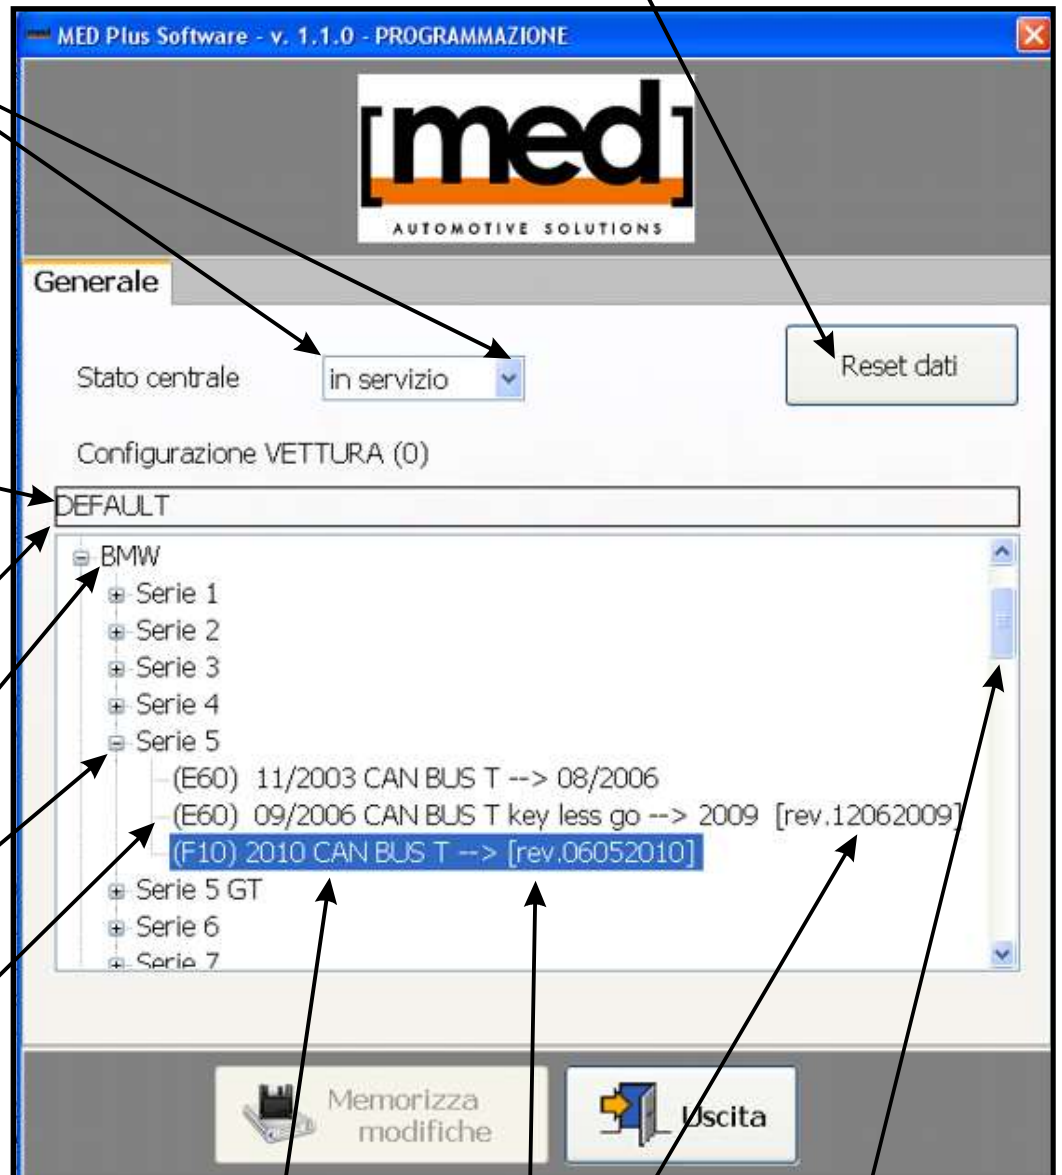 MED Plus Software - v. 1.1.0 - PROGRAMMAZIONE
[med]
AUTOMOTIVE SOLUTIONS
Generale
Stato centrale
in servizio
Reset dati
Configurazione VETTURA (0)
DEFAULT
BMW
Serie 1
Serie 2
Serie 3
Serie 4
Serie 5
(E60) 11/2003 CAN BUS T --> 08/2006
(E60) 09/2006 CAN BUS T key less go --> 2009 [rev.12062009]
(F10) 2010 CAN BUS T --> [rev.06052010]
Serie 5 GT
Serie 6
Serie 7
Memorizza
modifiche
Uscita